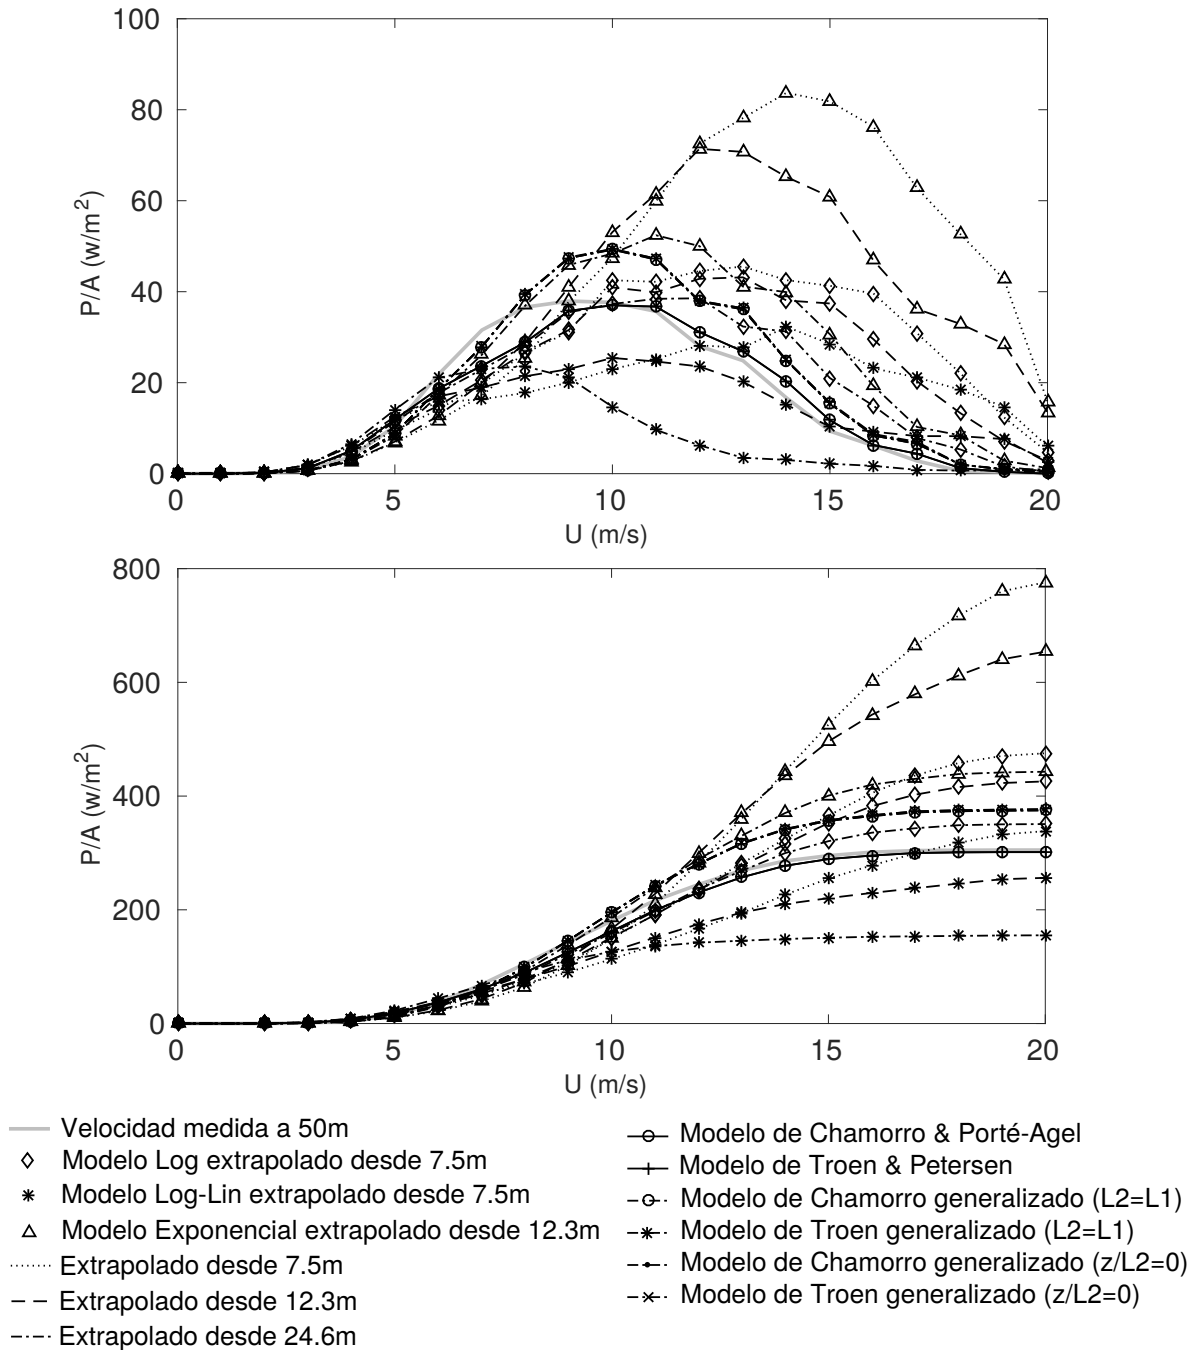 100
80
60
40
20
0
P/A (w/m²)
0 5 10 15 20
U (m/s)
800
600
400
200
0
P/A (w/m²)
0 5 10 15 20
U (m/s)
Velocidad medida a 50m
Modelo Log extrapolado desde 7.5m
Modelo Log-Lin extrapolado desde 7.5m
Modelo Exponencial extrapolado desde 12.3m
Extrapolado desde 7.5m
Extrapolado desde 12.3m
Extrapolado desde 24.6m
Modelo de Chamorro & Porté-Agel
Modelo de Troen & Petersen
Modelo de Chamorro generalizado (L2=L1)
Modelo de Troen generalizado (L2=L1)
Modelo de Chamorro generalizado (z/L2=0)
Modelo de Troen generalizado (z/L2=0)